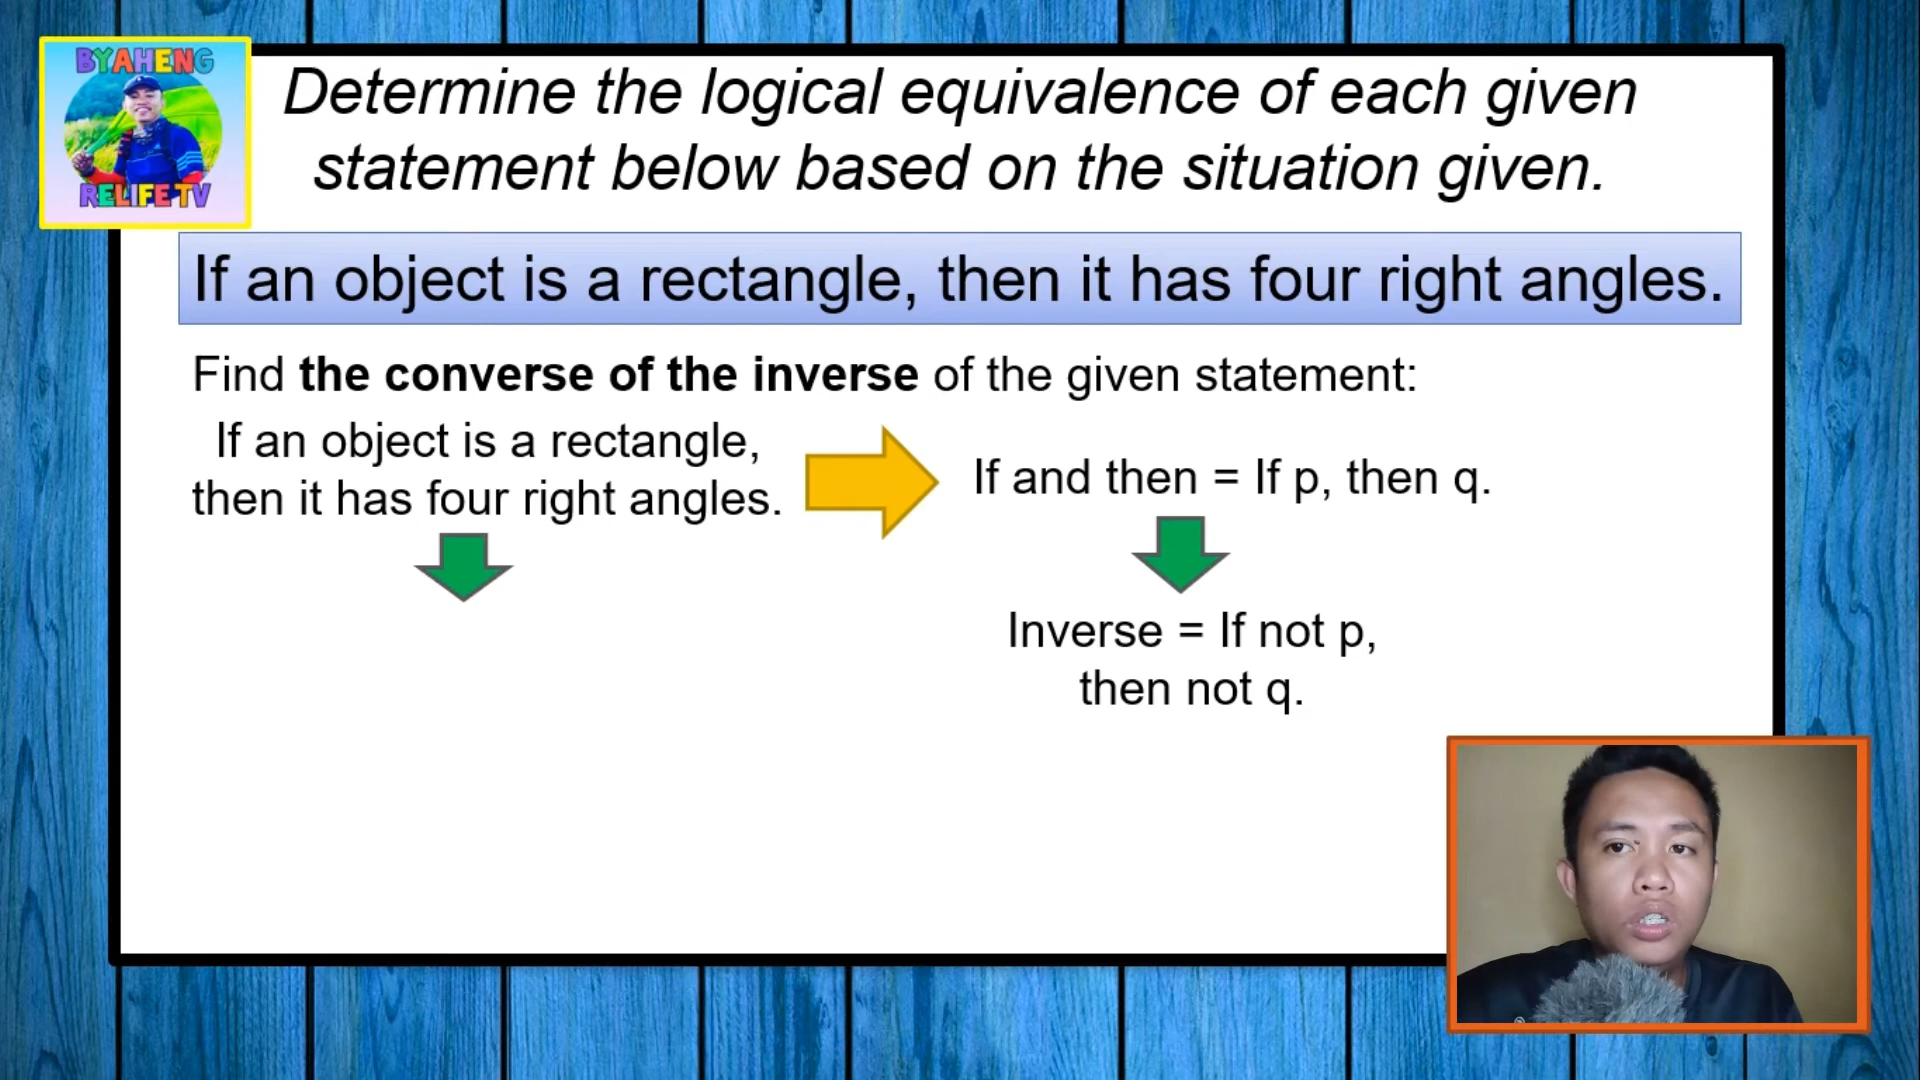 BYAHENG
RELIFE TV
Determine the logical equivalence of each given
statement below based on the situation given.
If an object is a rectangle, then it has four right angles.
Find the converse of the inverse of the given statement:
If an object is a rectangle,
then it has four right angles.
If and then = If p, then q.
Inverse = If not p,
then not q.